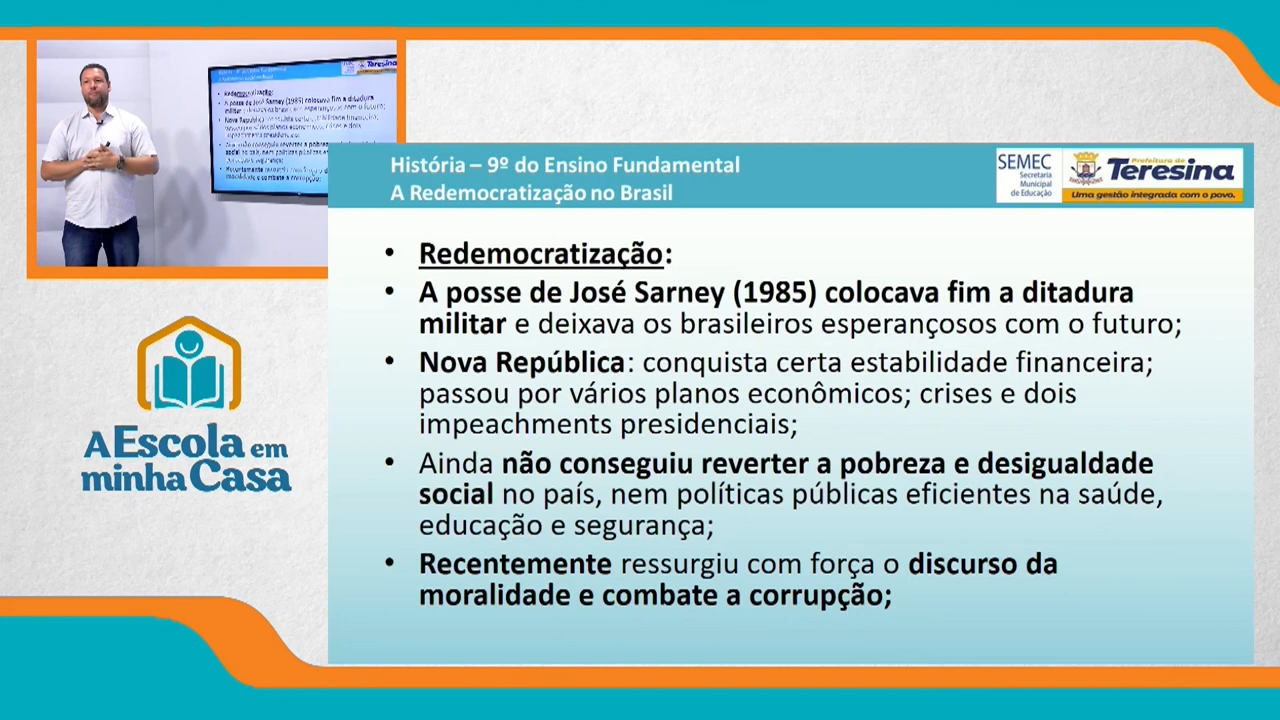 História – 9º do Ensino Fundamental
A Redemocratização no Brasil
SEMEC
Secretaria
Municipal
de Educação
Prefeitura de
Teresina
Uma gestão integrada com o povo.
• Redemocratização:
• A posse de José Sarney (1985) colocava fim a ditadura
militar e deixava os brasileiros esperançosos com o futuro;
• Nova República: conquista certa estabilidade financeira;
passou por vários planos econômicos; crises e dois
impeachments presidenciais;
• Ainda não conseguiu reverter a pobreza e desigualdade
social no país, nem políticas públicas eficientes na saúde,
educação e segurança;
• Recentemente ressurgiu com força o discurso da
moralidade e combate a corrupção;
A Escola em
minha Casa